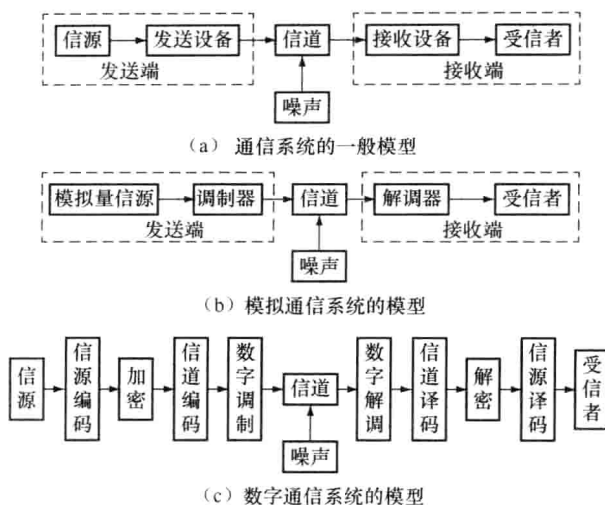 信源 发送设备 信道 接收设备 受信者
发送端 接收端
噪声
（a）通信系统的一般模型
模拟量信源 调制器 信道 解调器 受信者
发送端 接收端
噪声
（b）模拟通信系统的模型
信源 信源编码 加密 信道编码 数字调制 信道 数字解调 信道译码 解密 信源译码 受信者
噪声
（c）数字通信系统的模型